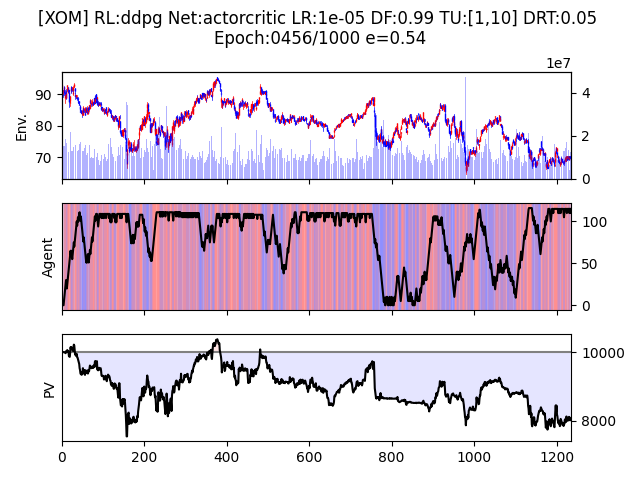 [XOM] RL:ddpg Net:actorcritic LR:1e-05 DF:0.99 TU:[1,10] DRT:0.05
Epoch:0456/1000 e=0.54
1e7
Env.
90
80
70
4
2
0
Agent
100
50
0
PV
10000
8000
0 200 400 600 800 1000 1200